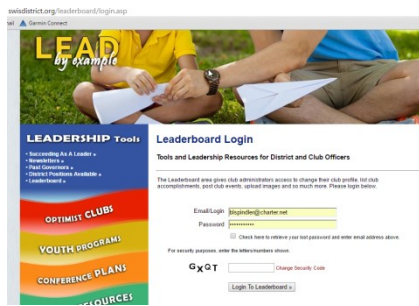 swisdistrict.org/leaderboard/login.asp
Garmin Connect
LEAD
by example
LEADERSHIP Tools
• Succeeding As A Leader »
• Newsletters »
• Past Governors »
• District Positions Available »
• Leaderboard »
OPTIMIST CLUBS
YOUTH PROGRAMS
CONFERENCE PLANS
Leaderboard Login
Tools and Leadership Resources for District and Club Officers
The Leaderboard area gives club administrators access to change their club profile, list club
accomplishments, post club events, upload images and so much more. Please login below.
Email/Login
blspindler@charter.net
Password
Check here to retrieve your lost password and enter email address above.
For security purposes, enter the letters/numbers shown.
GXQT
Change Security Code
Login To Leaderboard »